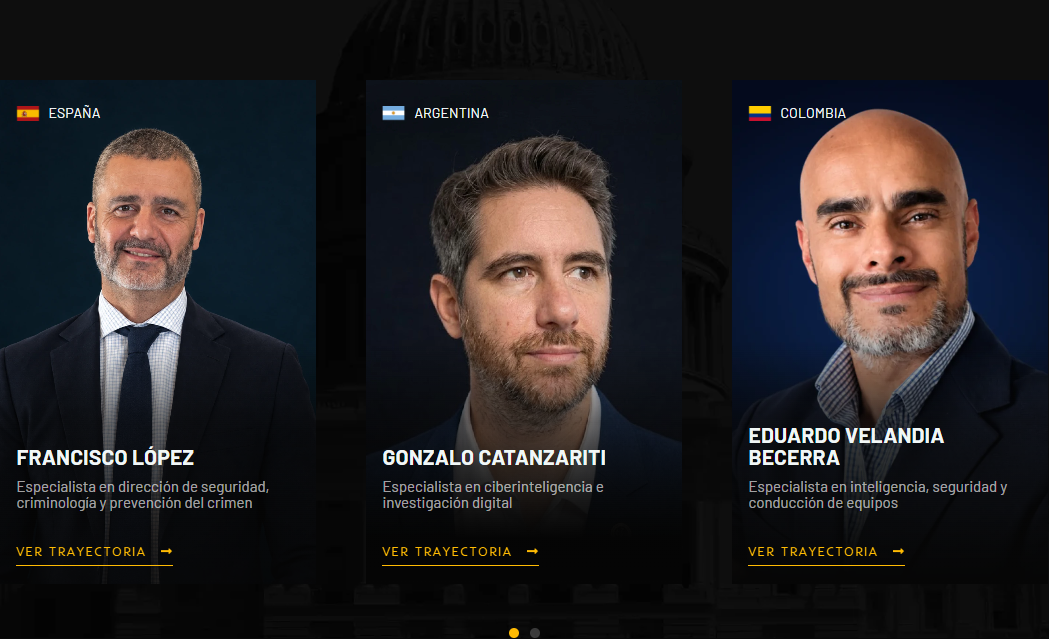 ESPAÑA
FRANCISCO LÓPEZ
Especialista en dirección de seguridad,
criminología y prevención del crimen
VER TRAYECTORIA
ARGENTINA
GONZALO CATANZARITI
Especialista en ciberinteligencia e
investigación digital
VER TRAYECTORIA
COLOMBIA
EDUARDO VELANDIA
BECERRA
Especialista en inteligencia, seguridad y
conducción de equipos
VER TRAYECTORIA